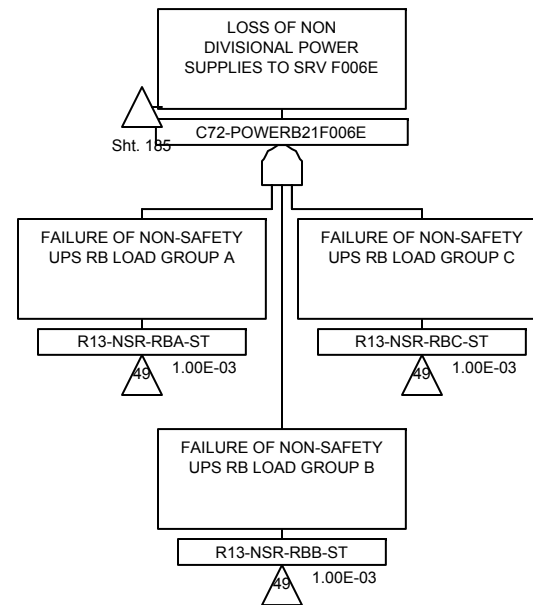 LOSS OF NON
DIVISIONAL POWER
SUPPLIES TO SRV F006E
Sht. 185
C72-POWERB21F006E
FAILURE OF NON-SAFETY
UPS RB LOAD GROUP A
R13-NSR-RBA-ST
49
1.00E-03
FAILURE OF NON-SAFETY
UPS RB LOAD GROUP C
R13-NSR-RBC-ST
49
1.00E-03
FAILURE OF NON-SAFETY
UPS RB LOAD GROUP B
R13-NSR-RBB-ST
49
1.00E-03